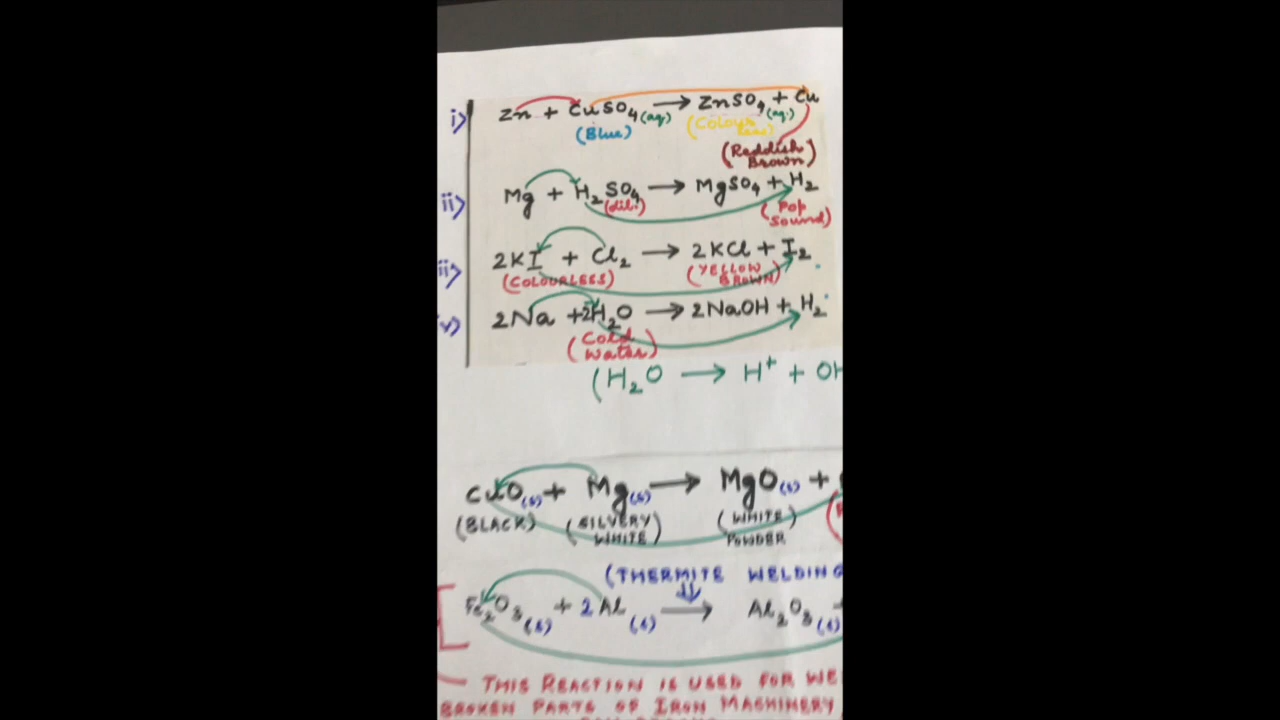 i) Zn + CuSO4(aq) → ZnSO4(aq.) + Cu
(Blue) (Colourless)
(Reddish Brown)
ii) Mg + H2SO4 → MgSO4 + H2
(dil.) (Pop Sound)
ii) 2KI + Cl2 → 2KCl + I2
(COLOURLESS) (YELLOW BROWN)
v) 2Na + 2H2O → 2NaOH + H2
(Cold Water)
(H2O → H+ + OH
CuO(s) + Mg(s) → MgO(s) +
(BLACK) (SILVERY WHITE) (WHITE) POWDER
(THERMITE WELDING
Fe2O3(s) + 2Al(s) → Al2O3(s) +
THIS REACTION IS USED FOR WE
BROKEN PARTS OF IRON MACHINERY